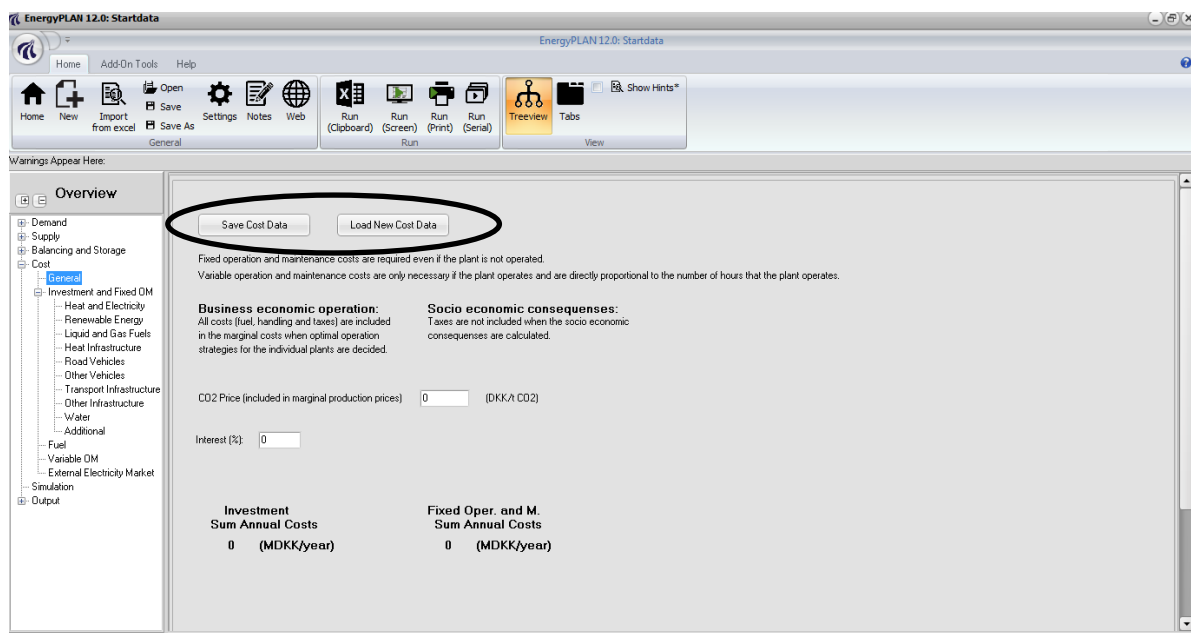 EnergyPLAN 12.0: Startdata
EnergyPLAN 12.0: Startdata
Home Add-On Tools Help
Home
New
Import
from excel
Open
Save
Save As
Settings
Notes
Web
General
Run
(Clipboard)
Run
(Screen)
Run
(Print)
Run
(Serial)
Run
Treeview
Tabs
Show Hints*
View
Warnings Appear Here:
Overview
Demand
Supply
Balancing and Storage
Cost
General
Investment and Fixed OM
Heat and Electricity
Renewable Energy
Liquid and Gas Fuels
Heat Infrastructure
Road Vehicles
Other Vehicles
Transport Infrastructure
Other Infrastructure
Water
Additional
Fuel
Variable OM
External Electricity Market
Simulation
Output
Save Cost Data Load New Cost Data
Fixed operation and maintenance costs are required even if the plant is not operated.
Variable operation and maintenance costs are only necessary if the plant operates and are directly proportional to the number of hours that the plant operates.
Business economic operation:
All costs (fuel, handling and taxes) are included
in the marginal costs when optimal operation
strategies for the individual plants are decided.
Socio economic consequenses:
Taxes are not included when the socio economic
consequenses are calculated.
CO2 Price (included in marginal production prices) 0 (DKK/t CO2)
Interest (%): 0
Investment
Sum Annual Costs
0 (MDKK/year)
Fixed Oper. and M.
Sum Annual Costs
0 (MDKK/year)